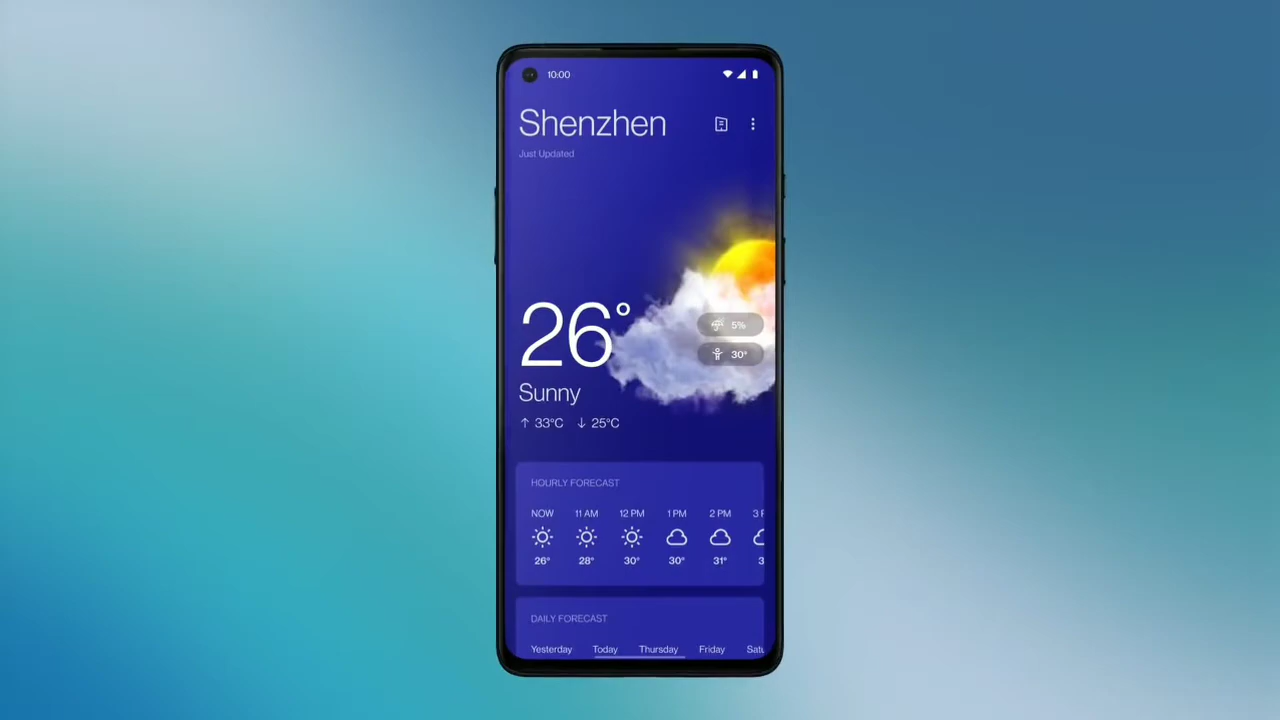 10:00
Shenzhen
Just Updated
5%
26°
30°
Sunny
↑ 33°C ↓ 25°C
HOURLY FORECAST
NOW 11 AM 12 PM 1 PM 2 PM
26° 28° 30° 30° 31°
DAILY FORECAST
Yesterday Today Thursday Friday